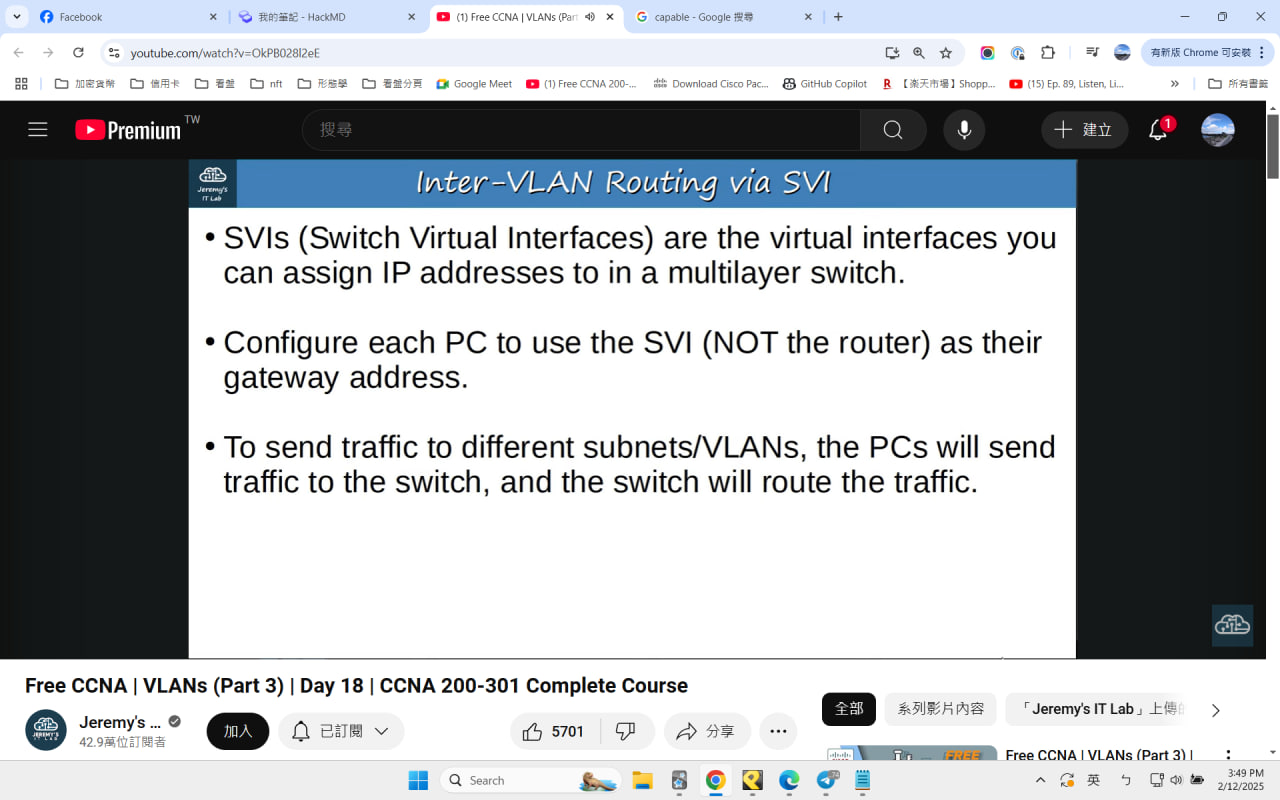 Facebook
我的筆記 - HackMD
(1) Free CCNA | VLANs (Part
capable - Google 搜尋
youtube.com/watch?v=OkPB028l2eE
有新版 Chrome 可安裝
加密貨幣
信用卡
看盤
nft
形態學
看盤分頁
Google Meet
(1) Free CCNA 200-...
Download Cisco Pac...
GitHub Copilot
【楽天市場】Shopp...
(15) Ep. 89, Listen, Li...
»
所有書籤
Premium TW
搜尋
建立
1
Jeremy's
IT Lab
Inter-VLAN Routing via SVI
• SVIs (Switch Virtual Interfaces) are the virtual interfaces you
can assign IP addresses to in a multilayer switch.
• Configure each PC to use the SVI (NOT the router) as their
gateway address.
• To send traffic to different subnets/VLANs, the PCs will send
traffic to the switch, and the switch will route the traffic.
Free CCNA | VLANs (Part 3) | Day 18 | CCNA 200-301 Complete Course
Jeremy's ...
42.9萬位訂閱者
加入
已訂閱
5701
分享
全部
系列影片內容
「Jeremy's IT Lab」上傳的
FREE
Free CCNA | VLANs (Part 3) |
Search
74
英
ㄅ
3:49 PM
2/12/2025